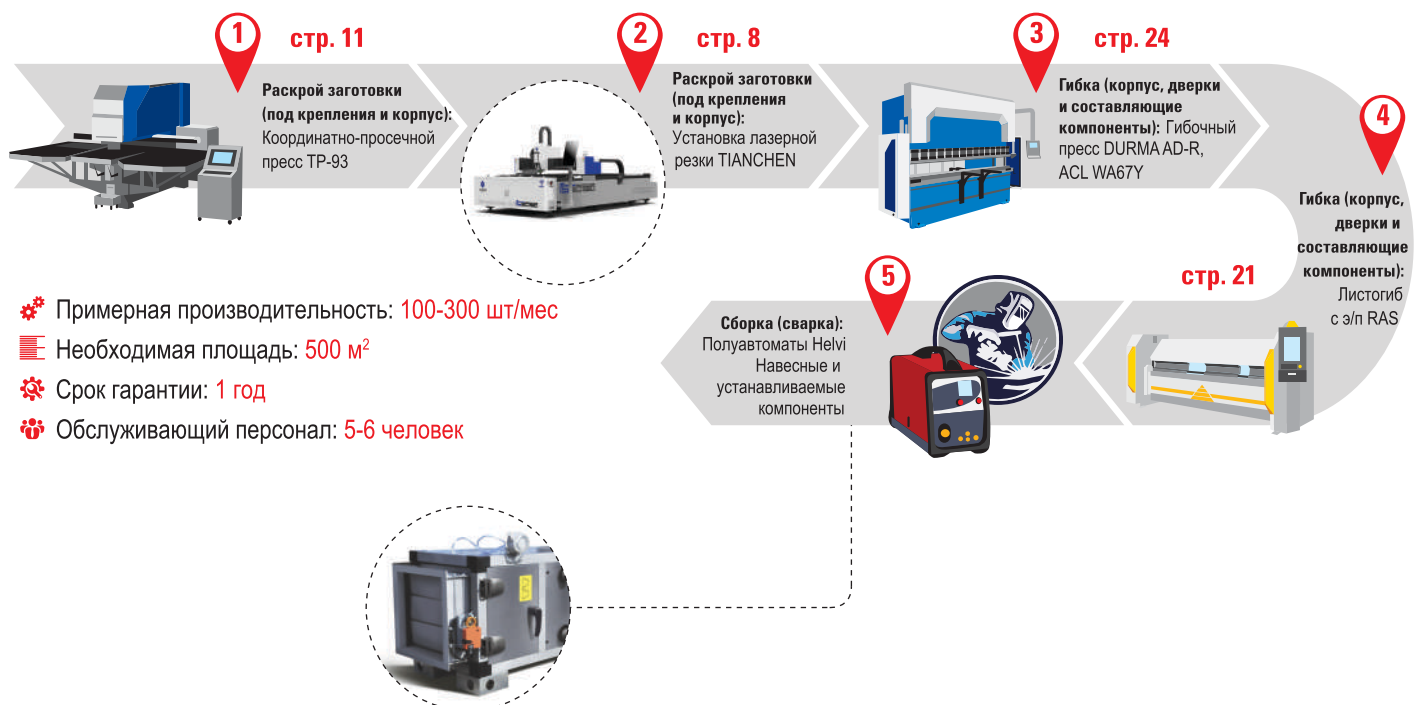 1
стр. 11
Раскрой заготовки
(под крепления и корпус):
Координатно-просечной
пресс TP-93
2
стр. 8
Раскрой заготовки
(под крепления
и корпус):
Установка лазерной
резки TIANCHEN
3
стр. 24
Гибка (корпус, дверки
и составляющие
компоненты): Гибочный
пресс DURMA AD-R,
ACL WA67Y
4
Гибка (корпус,
дверки и
составляющие
компоненты):
Листогиб
с э/п RAS
стр. 21
5
Сборка (сварка):
Полуавтоматы Helvi
Навесные и
устанавливаемые
компоненты
Примерная производительность: 100-300 шт/мес
Необходимая площадь: 500 м²
Срок гарантии: 1 год
Обслуживающий персонал: 5-6 человек